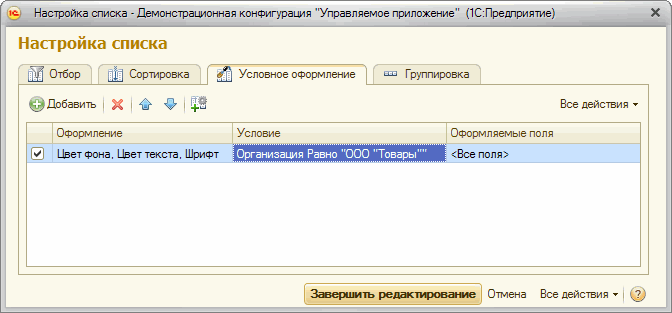 Настройка списка - Демонстрационная конфигурация "Управляемое приложение" (1С:Предприятие)
Настройка списка
Отбор Сортировка Условное оформление Группировка
Добавить Все действия
Оформление Условие Оформляемые поля
Цвет фона, Цвет текста, Шрифт Организация Равно "ООО "Товары"" <Все поля>
Завершить редактирование Отмена Все действия ?